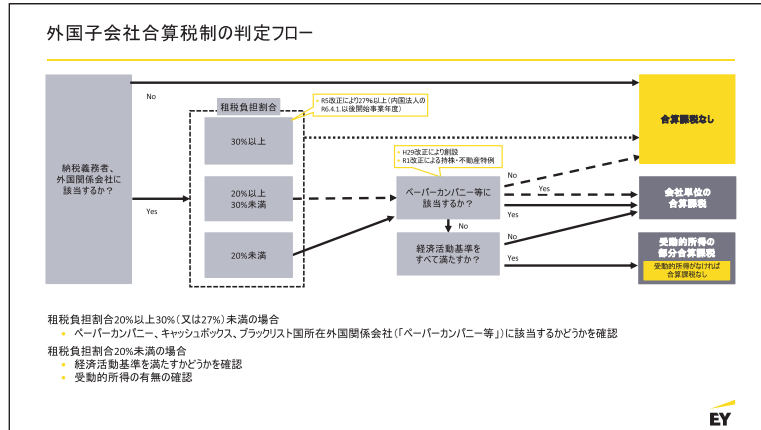 外国子会社合算税制の判定フロー
No
租税負担割合
R5改正により27%以上(内国法人の
R6.4.1.以後開始事業年度)
合算課税なし
30%以上
納税義務者、
外国関係会社に
該当するか?
Yes
H29改正により創設
R1改正による持株・不動産特例
20%以上
30%未満
ペーパーカンパニー等に
該当するか?
No
Yes
Yes
会社単位の
合算課税
No
20%未満
経済活動基準を
すべて満たすか?
No
Yes
受動的所得の
部分合算課税
受動的所得がなければ
合算課税なし
租税負担割合20%以上30%(又は27%)未満の場合
ペーパーカンパニー、キャッシュボックス、ブラックリスト国所在外国関係会社(「ペーパーカンパニー等」)に該当するかどうかを確認
租税負担割合20%未満の場合
経済活動基準を満たすかどうかを確認
受動的所得の有無の確認
EY